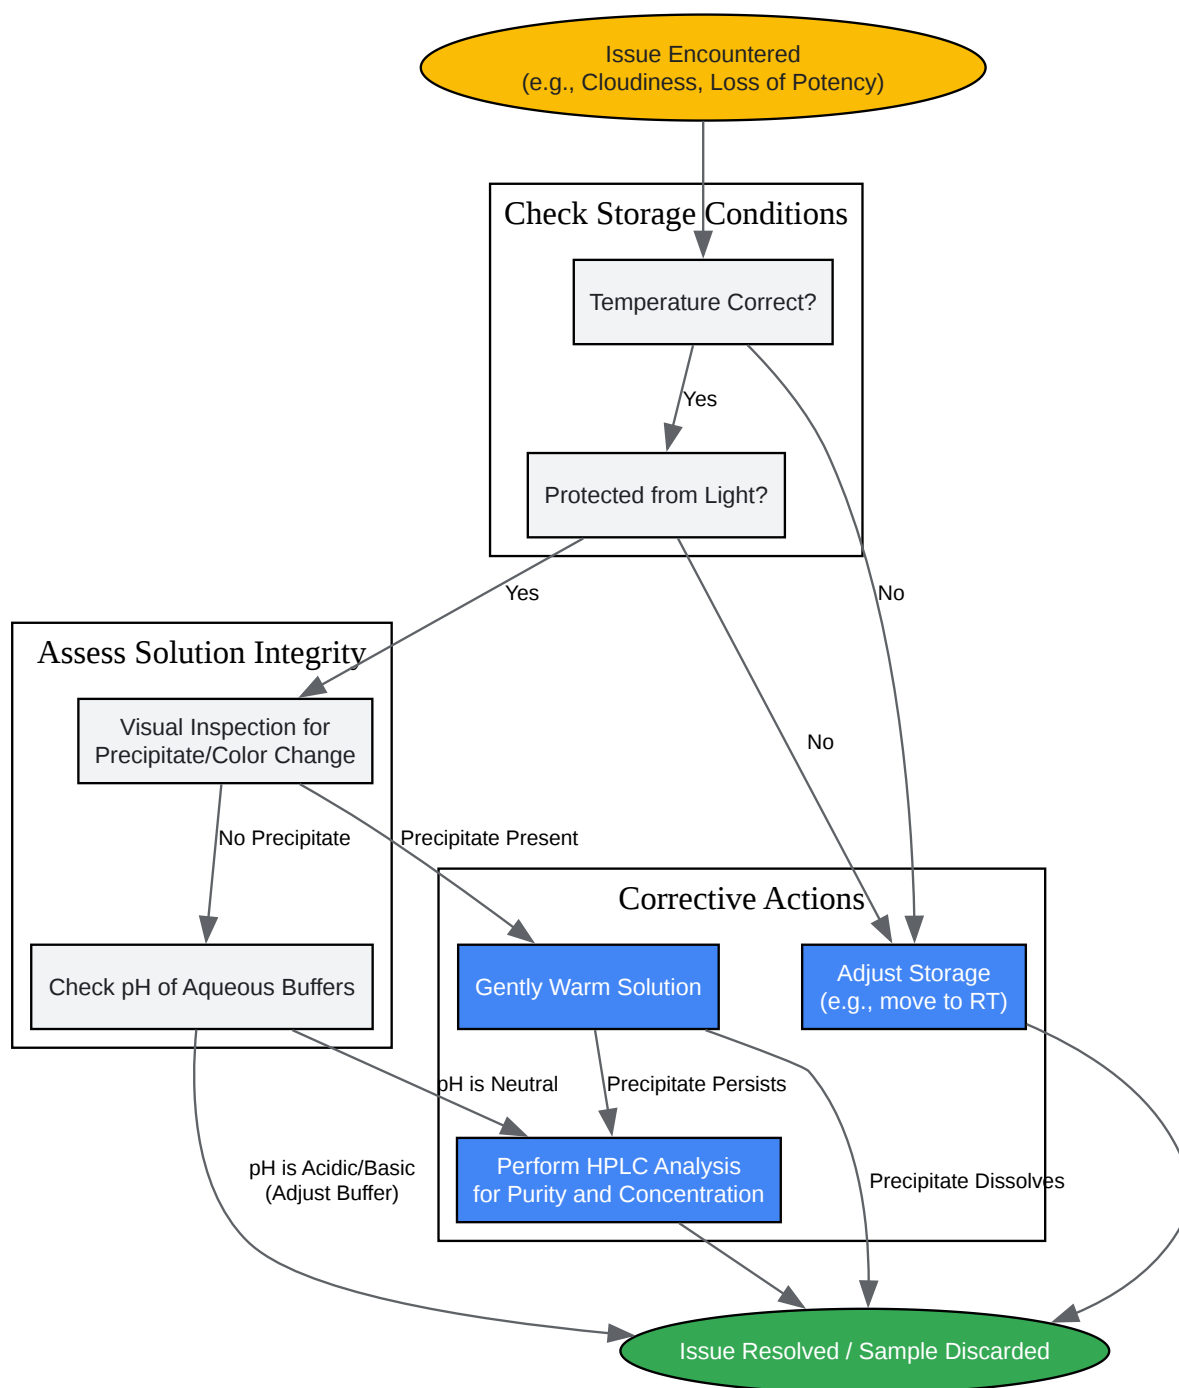 Issue Encountered
(e.g., Cloudiness, Loss of Potency)
Check Storage Conditions
Temperature Correct?
Yes
Protected from Light?
Yes
No
Assess Solution Integrity
Visual Inspection for
Precipitate/Color Change
No
No Precipitate
Precipitate Present
Corrective Actions
Check pH of Aqueous Buffers
Gently Warm Solution
Adjust Storage
(e.g., move to RT)
pH is Neutral
Precipitate Persists
pH is Acidic/Basic
(Adjust Buffer)
Perform HPLC Analysis
for Purity and Concentration
Precipitate Dissolves
Issue Resolved / Sample Discarded